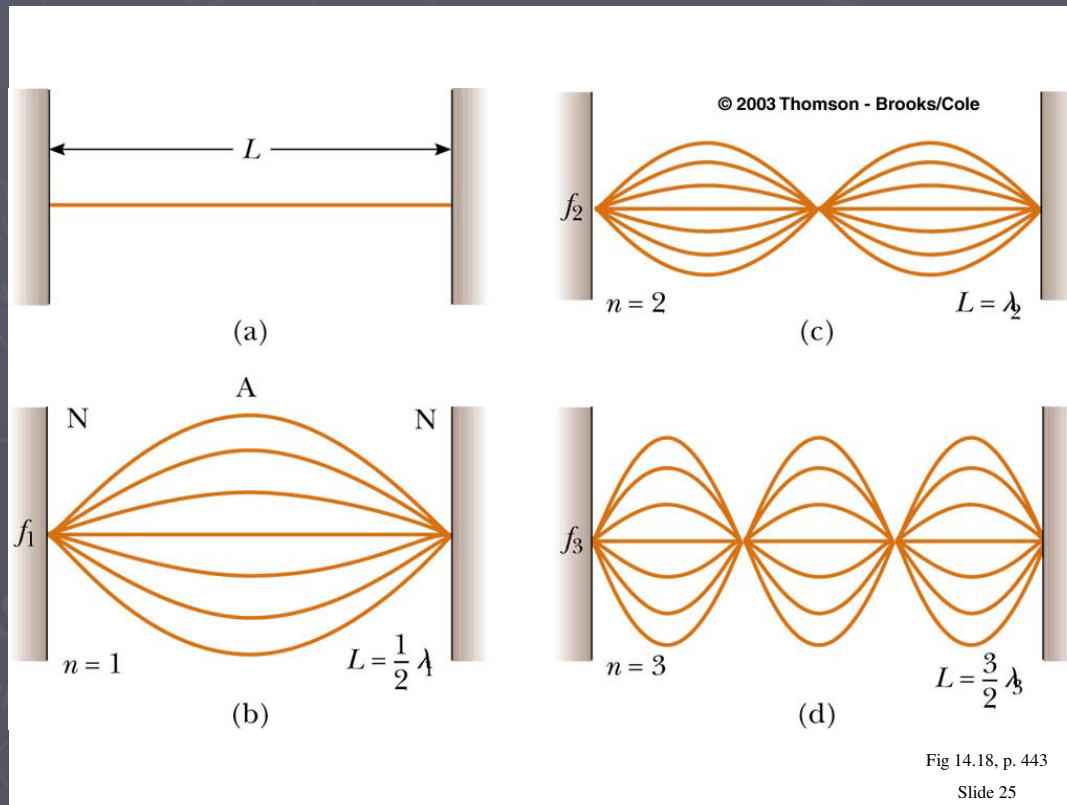 L
(a)
© 2003 Thomson - Brooks/Cole
f₂
n = 2
L = λ₂
(c)
N
A
N
f₁
n = 1
L = 1/2 λ₁
(b)
f₃
n = 3
L = 3/2 λ₃
(d)
Fig 14.18, p. 443
Slide 25